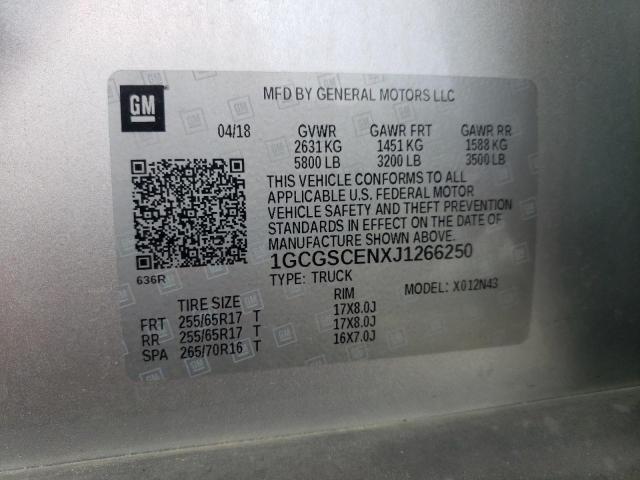 GM
MFD BY GENERAL MOTORS LLC
04/18 GVWR GAWR FRT GAWR RR
2631 KG 1451 KG 1588 KG
5800 LB 3200 LB 3500 LB
THIS VEHICLE CONFORMS TO ALL
APPLICABLE U.S. FEDERAL MOTOR
VEHICLE SAFETY AND THEFT PREVENTION
STANDARDS IN EFFECT ON THE DATE OF
MANUFACTURE SHOWN ABOVE.
1GCGSCENXJ1266250
636R TYPE: TRUCK MODEL: X012N43
TIRE SIZE RIM
FRT 255/65R17 T 17X8.0J
RR 255/65R17 T 17X8.0J
SPA 265/70R16 T 16X7.0J